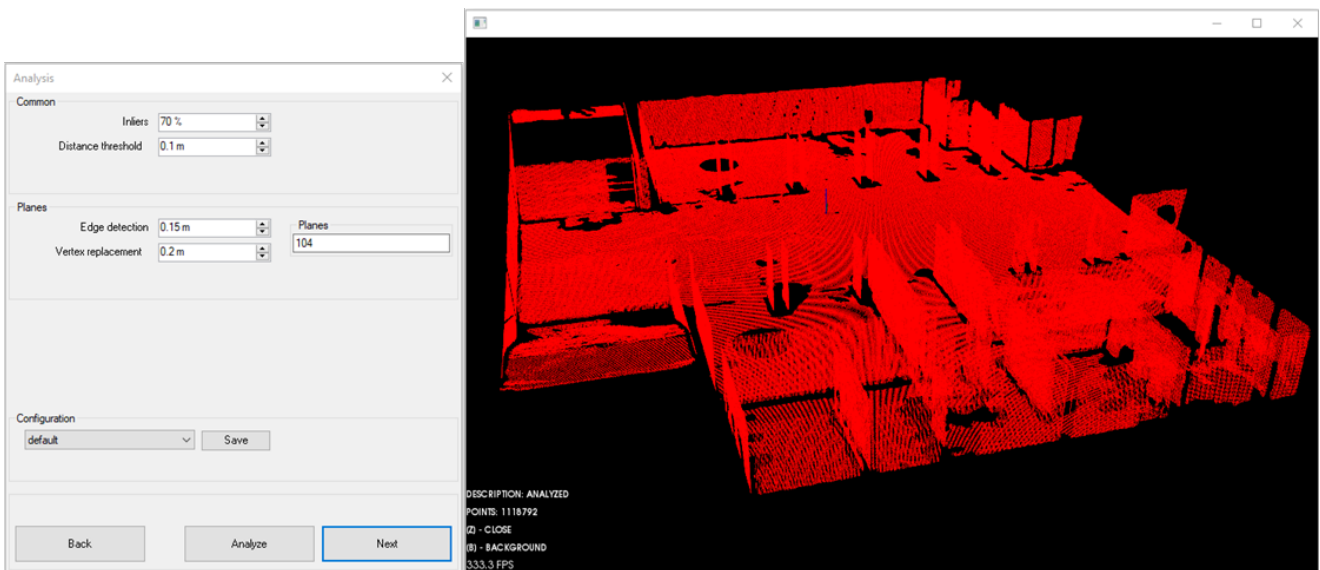 Analysis
Common
Inliers 70 %
Distance threshold 0.1 m
Planes
Edge detection 0.15 m
Vertex replacement 0.2 m
Planes
104
Configuration
default Save
Back Analyze Next
DESCRIPTION: ANALYZED
POINTS: 1118792
(Z) - CLOSE
(B) - BACKGROUND
333.3 FPS